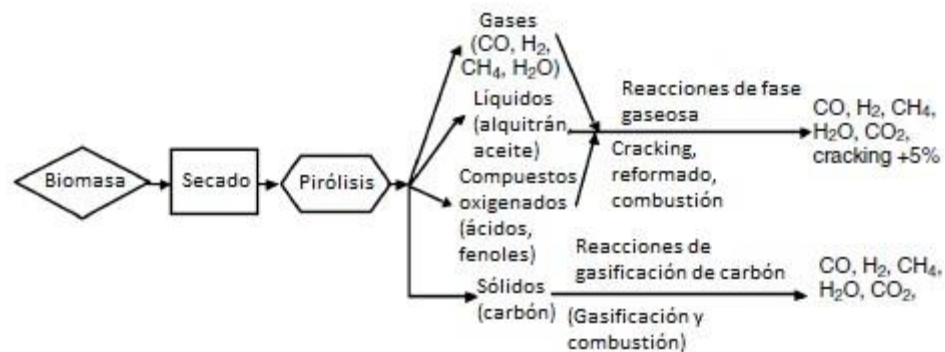 Biomasa
Secado
Pirólisis
Gases
(CO, H₂,
CH₄, H₂O)
Líquidos
(alquitrán,
aceite)
Compuestos
oxigenados
(ácidos,
fenoles)
Sólidos
(carbón)
Reacciones de fase
gaseosa
Cracking,
reformado,
combustión
Reacciones de
gasificación de carbón
(Gasificación y
combustión)
CO, H₂, CH₄,
H₂O, CO₂,
cracking +5%
CO, H₂, CH₄,
H₂O, CO₂,